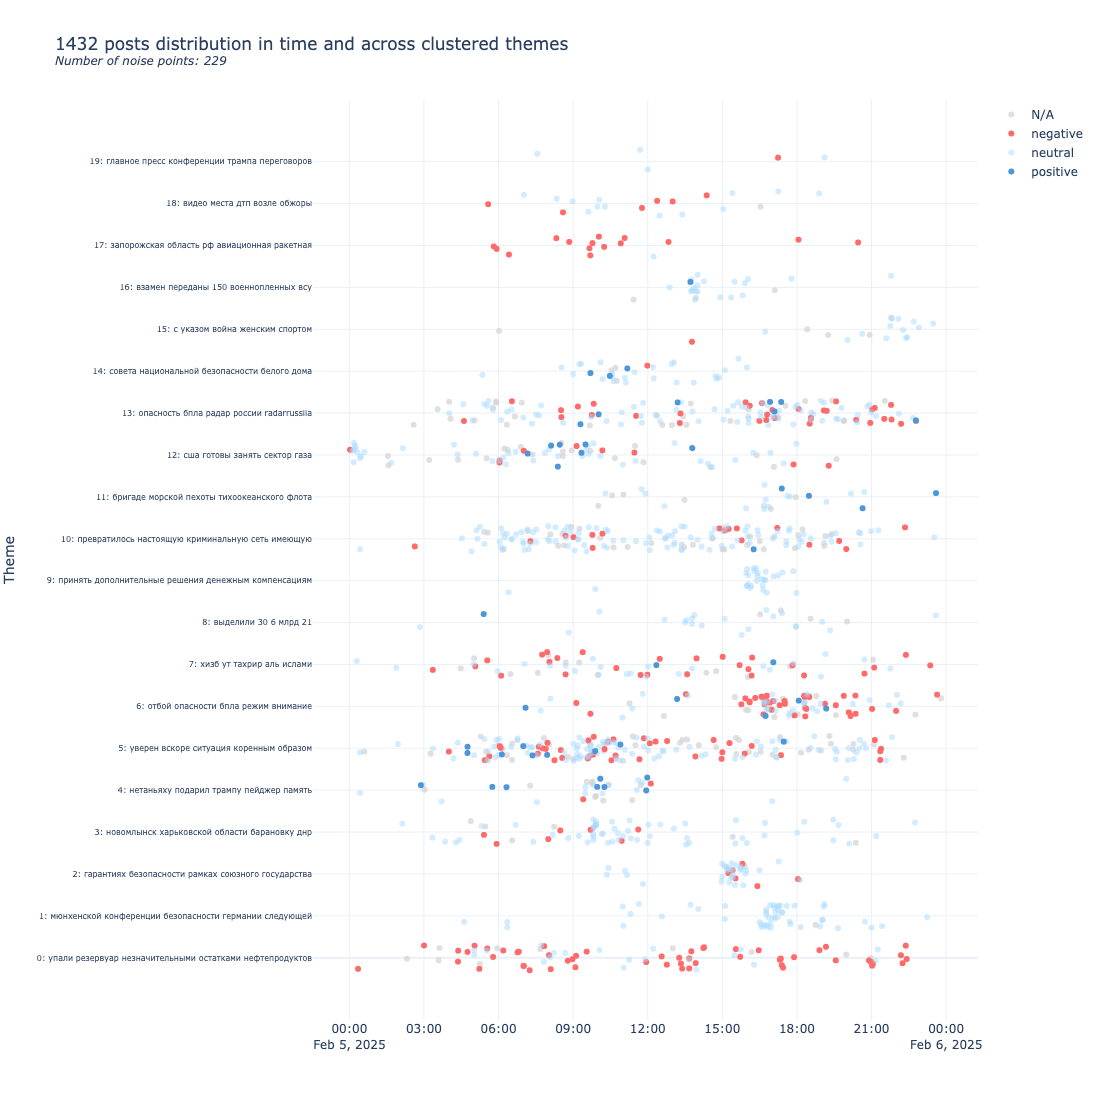 1432 posts distribution in time and across clustered themes
Number of noise points: 229
N/A
negative
neutral
positive
Theme
19: главное пресс конференции трампа переговоров
18: видео места дтп возле обжоры
17: запорожская область рф авиационная ракетная
16: взамен переданы 150 военнопленных всу
15: с указом война женским спортом
14: совета национальной безопасности белого дома
13: опасность бпла радар россии radarrussiia
12: сша готовы занять сектор газа
11: бригаде морской пехоты тихоокеанского флота
10: превратилось настоящую криминальную сеть имеющую
9: принять дополнительные решения денежным компенсациям
8: выделили 30 6 млрд 21
7: хизб ут тахрир аль ислами
6: отбой опасности бпла режим внимание
5: уверен вскоре ситуация коренным образом
4: нетаньяху подарил трампу пейджер память
3: новомлынск харьковской области барановку днр
2: гарантиях безопасности рамках союзного государства
1: мюнхенской конференции безопасности германии следующей
0: упали резервуар незначительными остатками нефтепродуктов
00:00 03:00 06:00 09:00 12:00 15:00 18:00 21:00 00:00
Feb 5, 2025 Feb 6, 2025